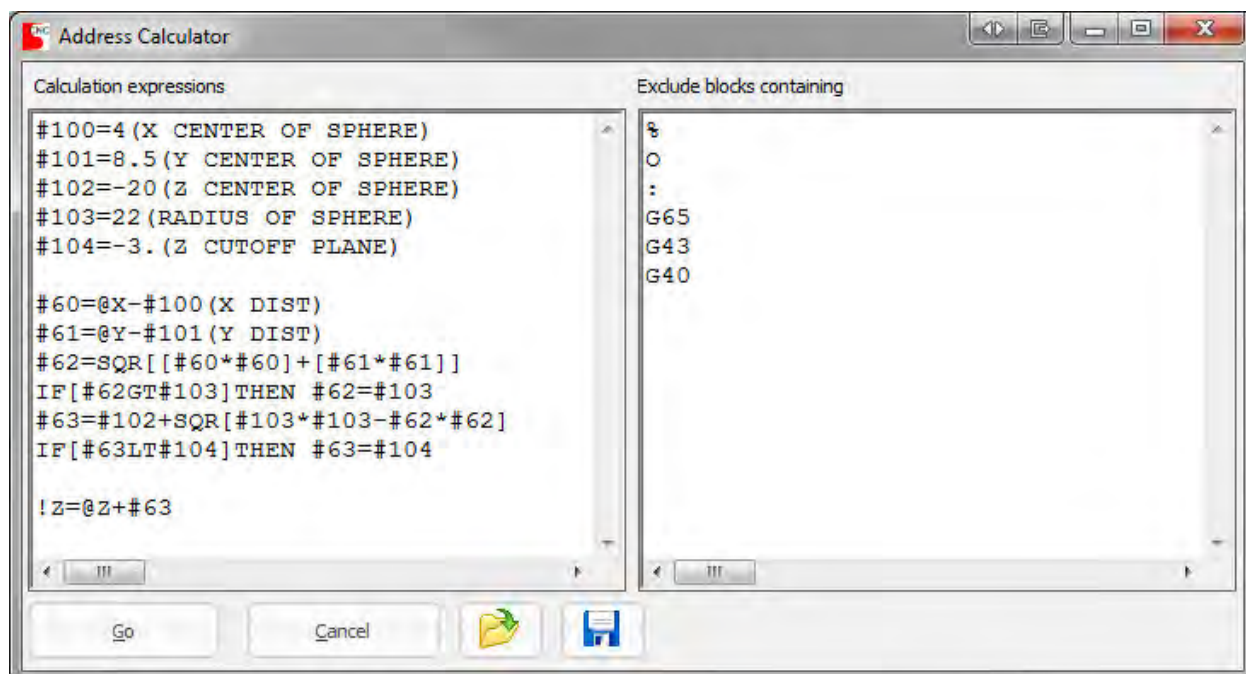 CNC
Address Calculator
Calculation expressions
Exclude blocks containing
#100=4(X CENTER OF SPHERE)
#101=8.5(Y CENTER OF SPHERE)
#102=-20(Z CENTER OF SPHERE)
#103=22(RADIUS OF SPHERE)
#104=-3.(Z CUTOFF PLANE)
#60=@X-#100(X DIST)
#61=@Y-#101(Y DIST)
#62=SQR[[#60*#60]+[#61*#61]]
IF[#62GT#103]THEN #62=#103
#63=#102+SQR[#103*#103-#62*#62]
IF[#63LT#104]THEN #63=#104
!Z=@Z+#63
%
O
:
G65
G43
G40
Go
Cancel